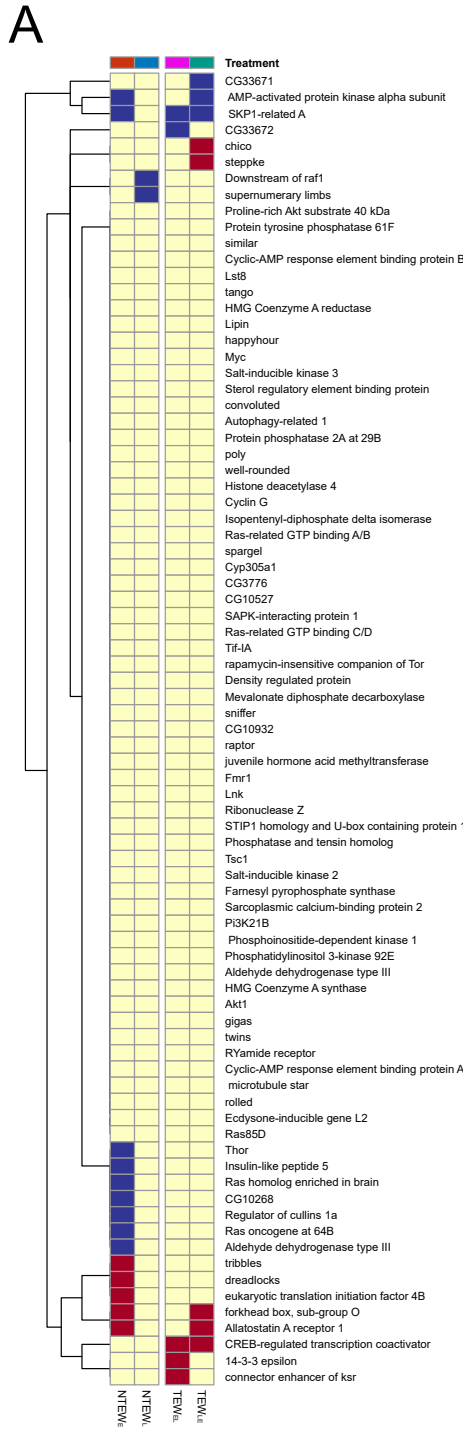 A
Treatment
CG33671
AMP-activated protein kinase alpha subunit
SKP1-related A
CG33672
chico
steppke
Downstream of raf1
supernumerary limbs
Proline-rich Akt substrate 40 kDa
Protein tyrosine phosphatase 61F
similar
Cyclic-AMP response element binding protein B
Lst8
tango
HMG Coenzyme A reductase
Lipin
happyhour
Myc
Salt-inducible kinase 3
Sterol regulatory element binding protein
convoluted
Autophagy-related 1
Protein phosphatase 2A at 29B
poly
well-rounded
Histone deacetylase 4
Cyclin G
Isopentenyl-diphosphate delta isomerase
Ras-related GTP binding A/B
spargel
Cyp305a1
CG3776
CG10527
SAPK-interacting protein 1
Ras-related GTP binding C/D
Tif-IA
rapamycin-insensitive companion of Tor
Density regulated protein
Mevalonate diphosphate decarboxylase
sniffer
CG10932
raptor
juvenile hormone acid methyltransferase
Fmr1
Lnk
Ribonuclease Z
STIP1 homology and U-box containing protein 1
Phosphatase and tensin homolog
Tsc1
Salt-inducible kinase 2
Farnesyl pyrophosphate synthase
Sarcoplasmic calcium-binding protein 2
Pi3K21B
Phosphoinositide-dependent kinase 1
Phosphatidylinositol 3-kinase 92E
Aldehyde dehydrogenase type III
HMG Coenzyme A synthase
Akt1
gigas
twins
RYamide receptor
Cyclic-AMP response element binding protein A
microtubule star
rolled
Ecdysone-inducible gene L2
Ras85D
Thor
Insulin-like peptide 5
Ras homolog enriched in brain
CG10268
Regulator of cullins 1a
Ras oncogene at 64B
Aldehyde dehydrogenase type III
tribbles
dreadlocks
eukaryotic translation initiation factor 4B
forkhead box, sub-group O
Allatostatin A receptor 1
CREB-regulated transcription coactivator
14-3-3 epsilon
connector enhancer of ksr
NTEWE
NTEWL
TEWEL
TEWLE